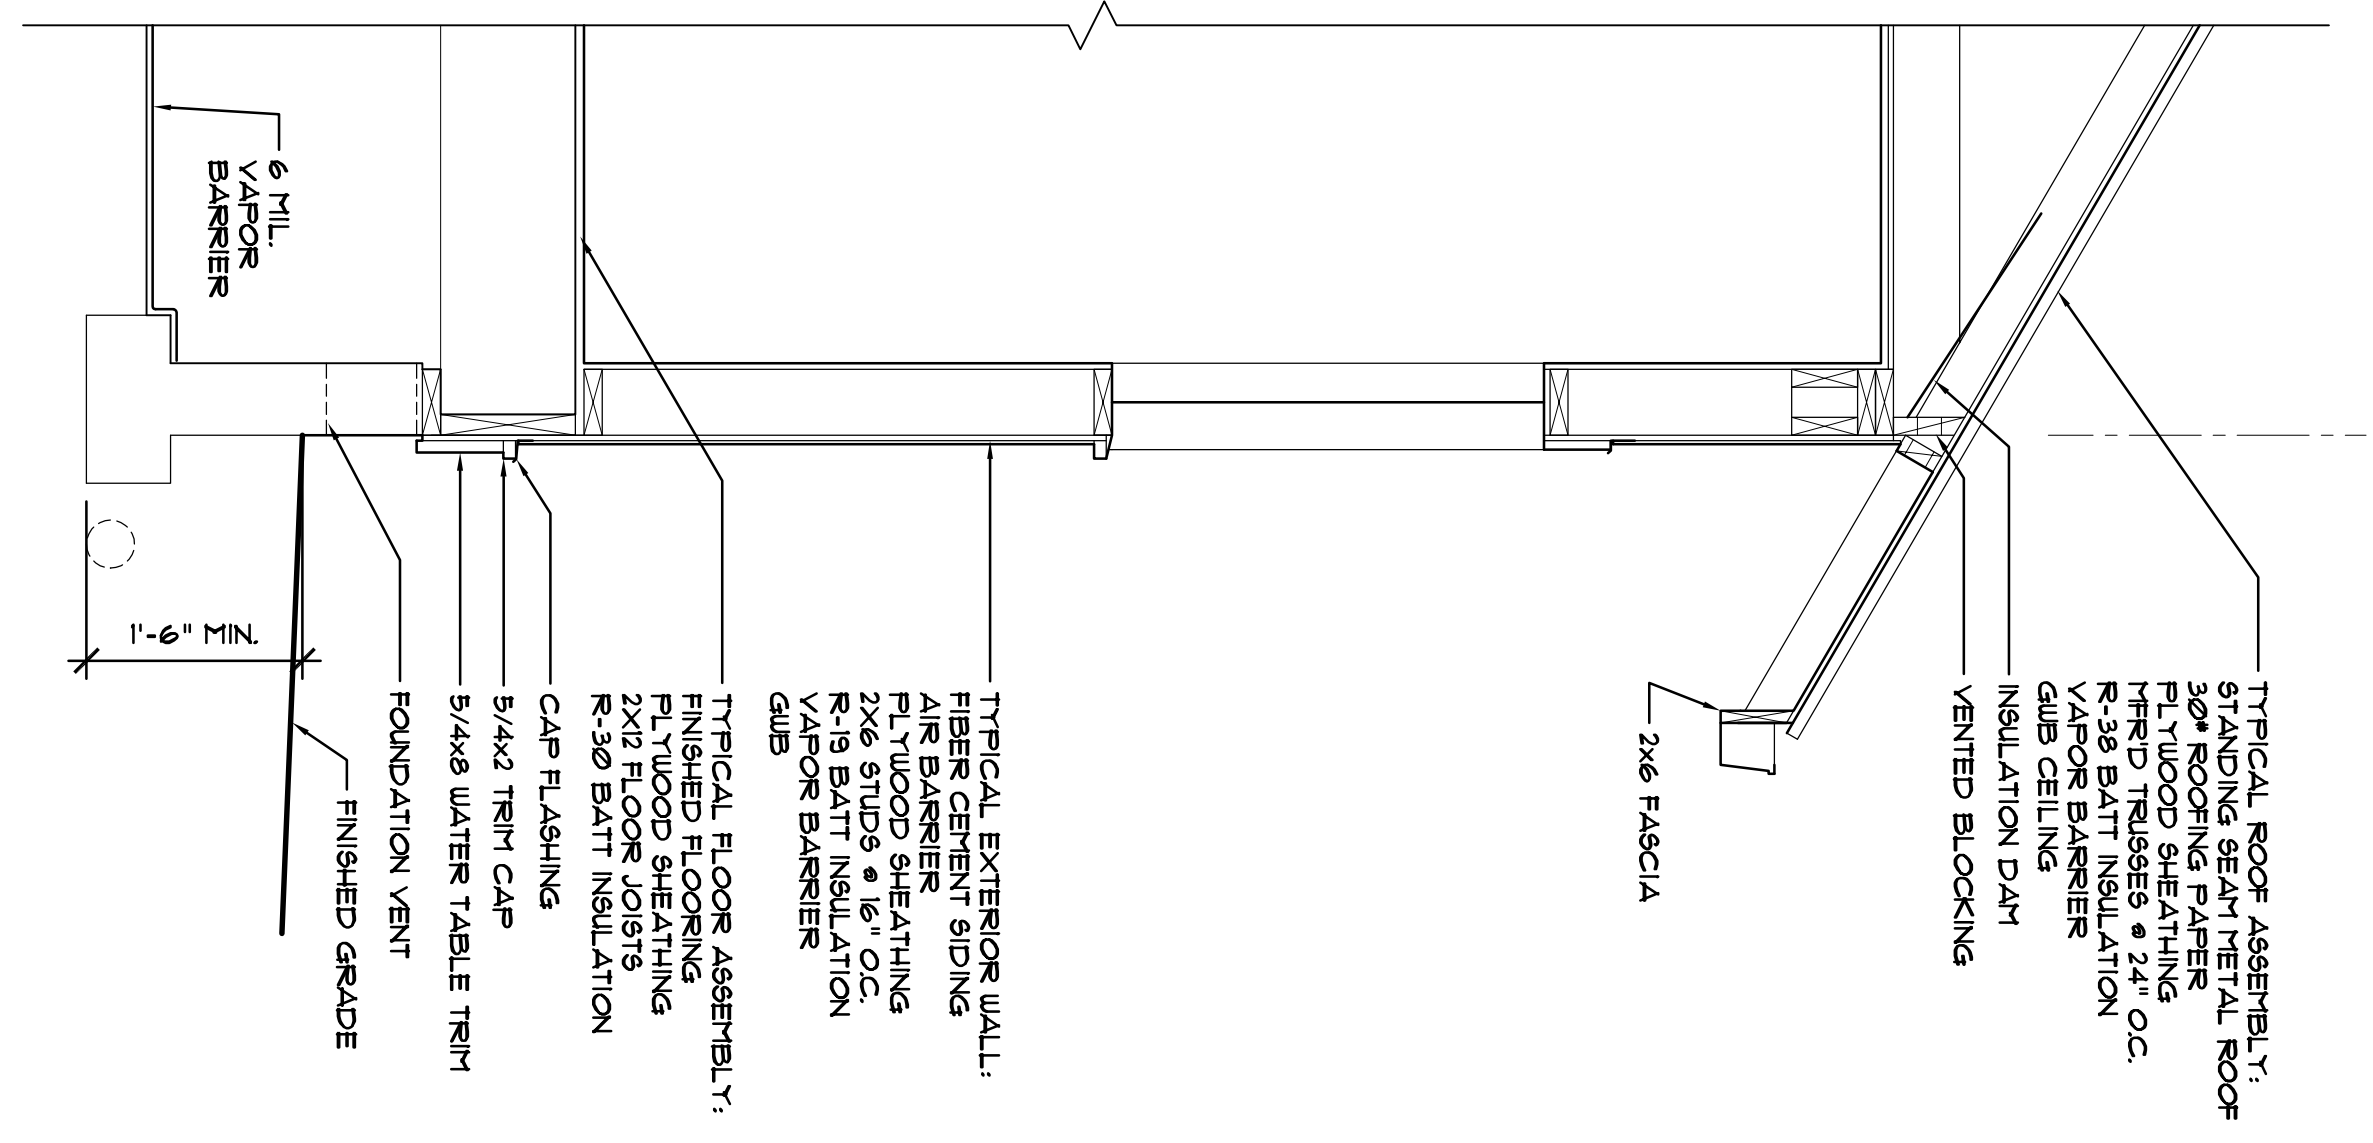 TYPICAL ROOF ASSEMBLY:
STANDING SEAM METAL ROOF
30# ROOFING PAPER
PLYWOOD SHEATHING
MFRD TRUSSES @ 24" O.C.
R-38 BATT INSULATION
VAPOR BARRIER
GWB CEILING
INSULATION DAM
VENTED BLOCKING
2x6 FASCIA
TYPICAL EXTERIOR WALL:
FIBER CEMENT SIDING
AIR BARRIER
PLYWOOD SHEATHING
2X6 STUDS @ 16" O.C.
R-19 BATT INSULATION
VAPOR BARRIER
GWB
TYPICAL FLOOR ASSEMBLY:
FINISHED FLOORING
PLYWOOD SHEATHING
2X12 FLOOR JOISTS
R-30 BATT INSULATION
CAP FLASHING
5/4x2 TRIM CAP
5/4x8 WATER TABLE TRIM
FOUNDATION VENT
FINISHED GRADE
6 MIL.
VAPOR
BARRIER
1'-6" MIN.